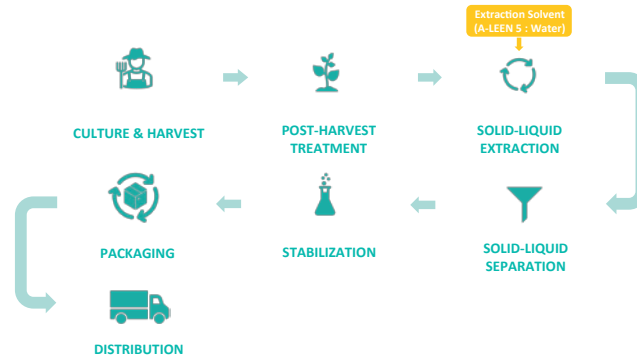 Extraction Solvent
(A-LEEN 5 : Water)
CULTURE & HARVEST
POST-HARVEST
TREATMENT
SOLID-LIQUID
EXTRACTION
PACKAGING
STABILIZATION
SOLID-LIQUID
SEPARATION
DISTRIBUTION